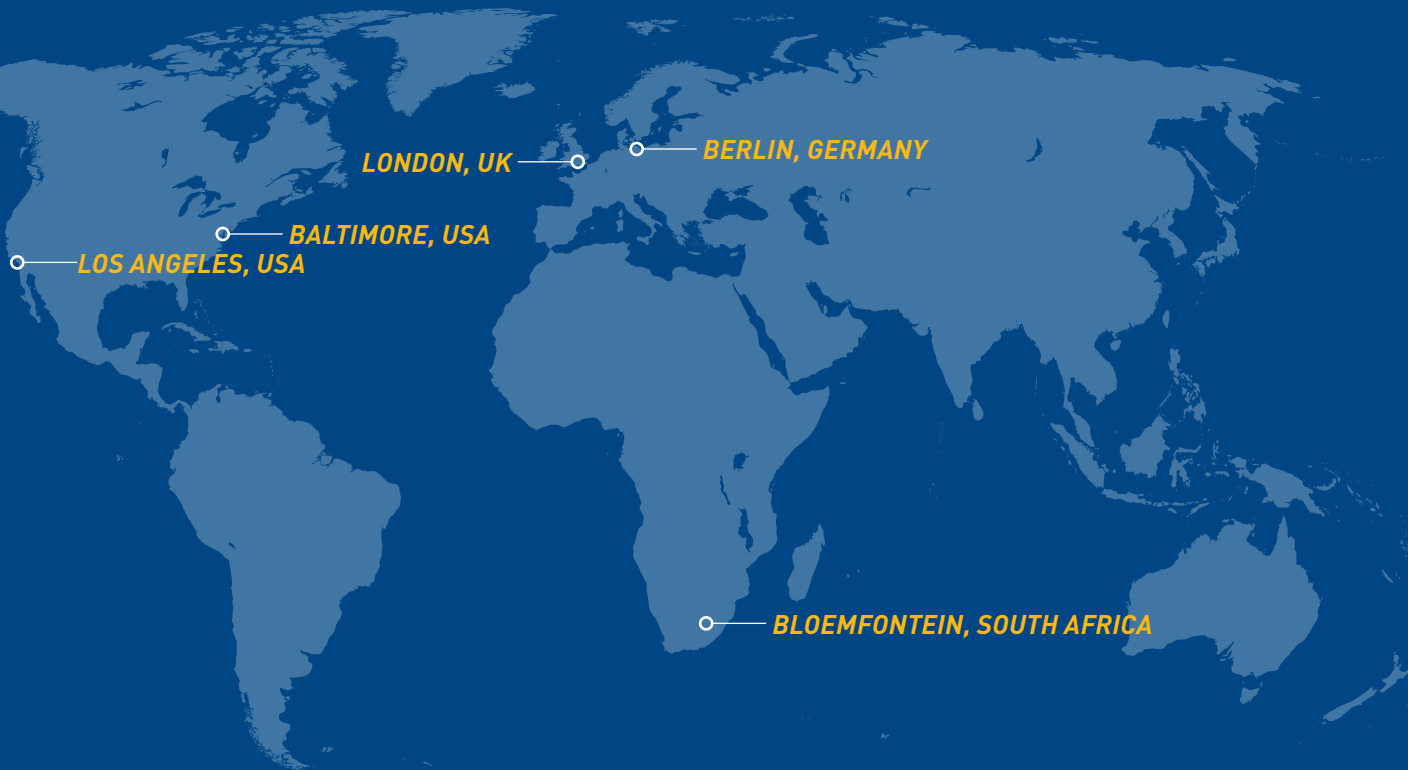 BERLIN, GERMANY
LONDON, UK
BALTIMORE, USA
LOS ANGELES, USA
BLOEMFONTEIN, SOUTH AFRICA